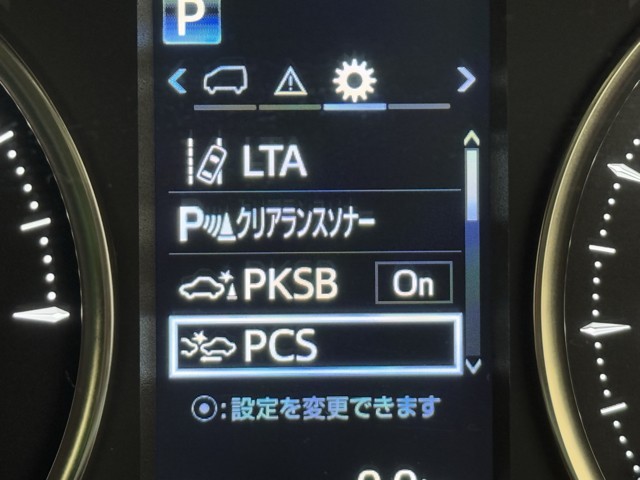 P
LTA
P クリアランスソナー
PKSB On
PCS
:設定を変更できます